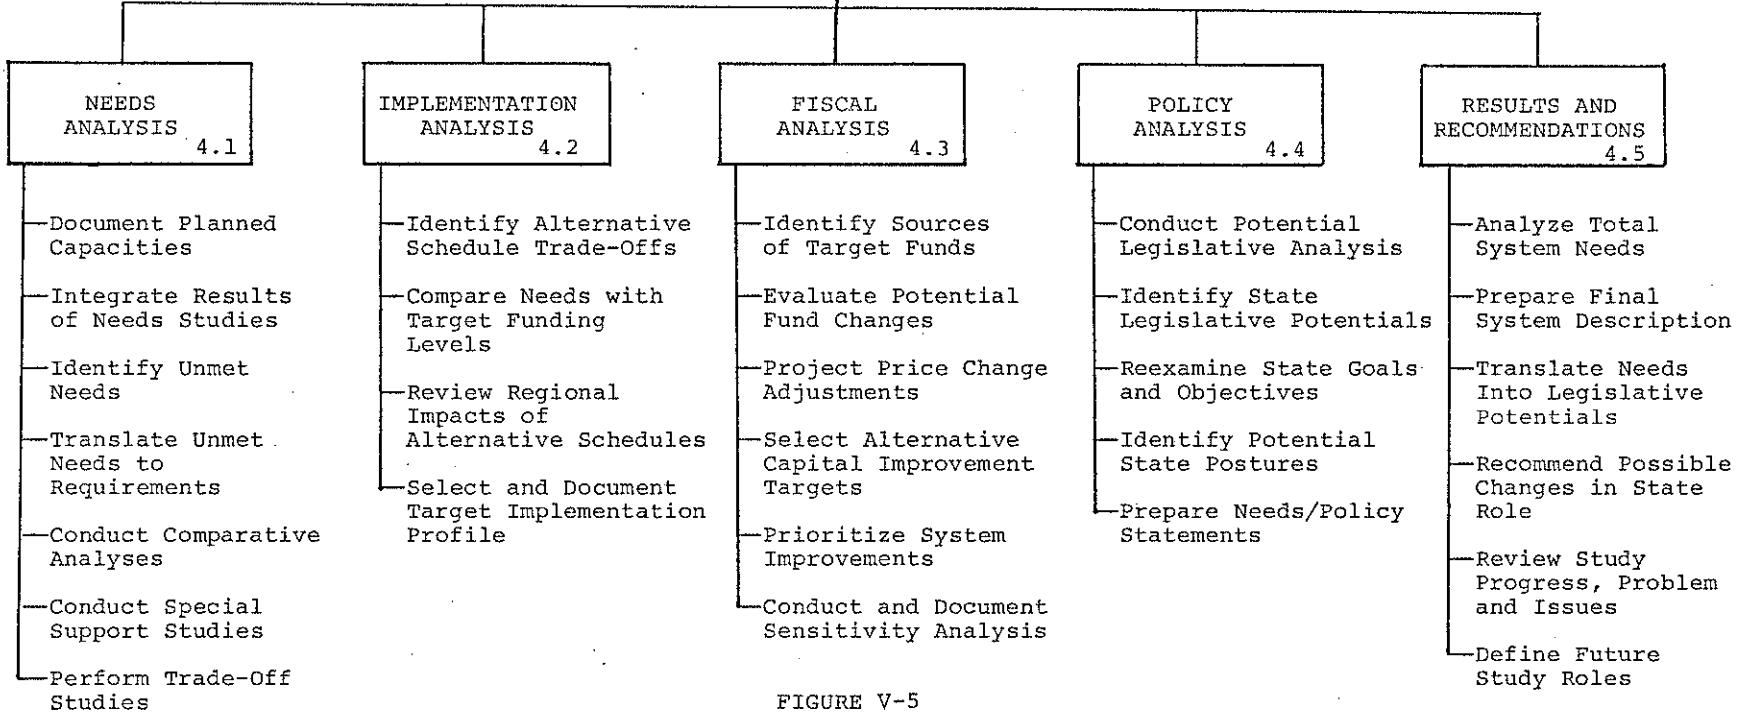 NEEDS
ANALYSIS
4.1
Document Planned
Capacities
Integrate Results
of Needs Studies
Identify Unmet
Needs
Translate Unmet
Needs to
Requirements
Conduct Comparative
Analyses
Conduct Special
Support Studies
Perform Trade-Off
Studies
IMPLEMENTATION
ANALYSIS
4.2
Identify Alternative
Schedule Trade-Offs
Compare Needs with
Target Funding
Levels
Review Regional
Impacts of
Alternative Schedules
Select and Document
Target Implementation
Profile
FISCAL
ANALYSIS
4.3
Identify Sources
of Target Funds
Evaluate Potential
Fund Changes
Project Price Change
Adjustments
Select Alternative
Capital Improvement
Targets
Prioritize System
Improvements
Conduct and Document
Sensitivity Analysis
POLICY
ANALYSIS
4.4
Conduct Potential
Legislative Analysis
Identify State
Legislative Potentials
Reexamine State Goals
and Objectives
Identify Potential
State Postures
Prepare Needs/Policy
Statements
RESULTS AND
RECOMMENDATIONS
4.5
Analyze Total
System Needs
Prepare Final
System Description
Translate Needs
Into Legislative
Potentials
Recommend Possible
Changes in State
Role
Review Study
Progress, Problem
and Issues
Define Future
Study Roles
FIGURE V-5